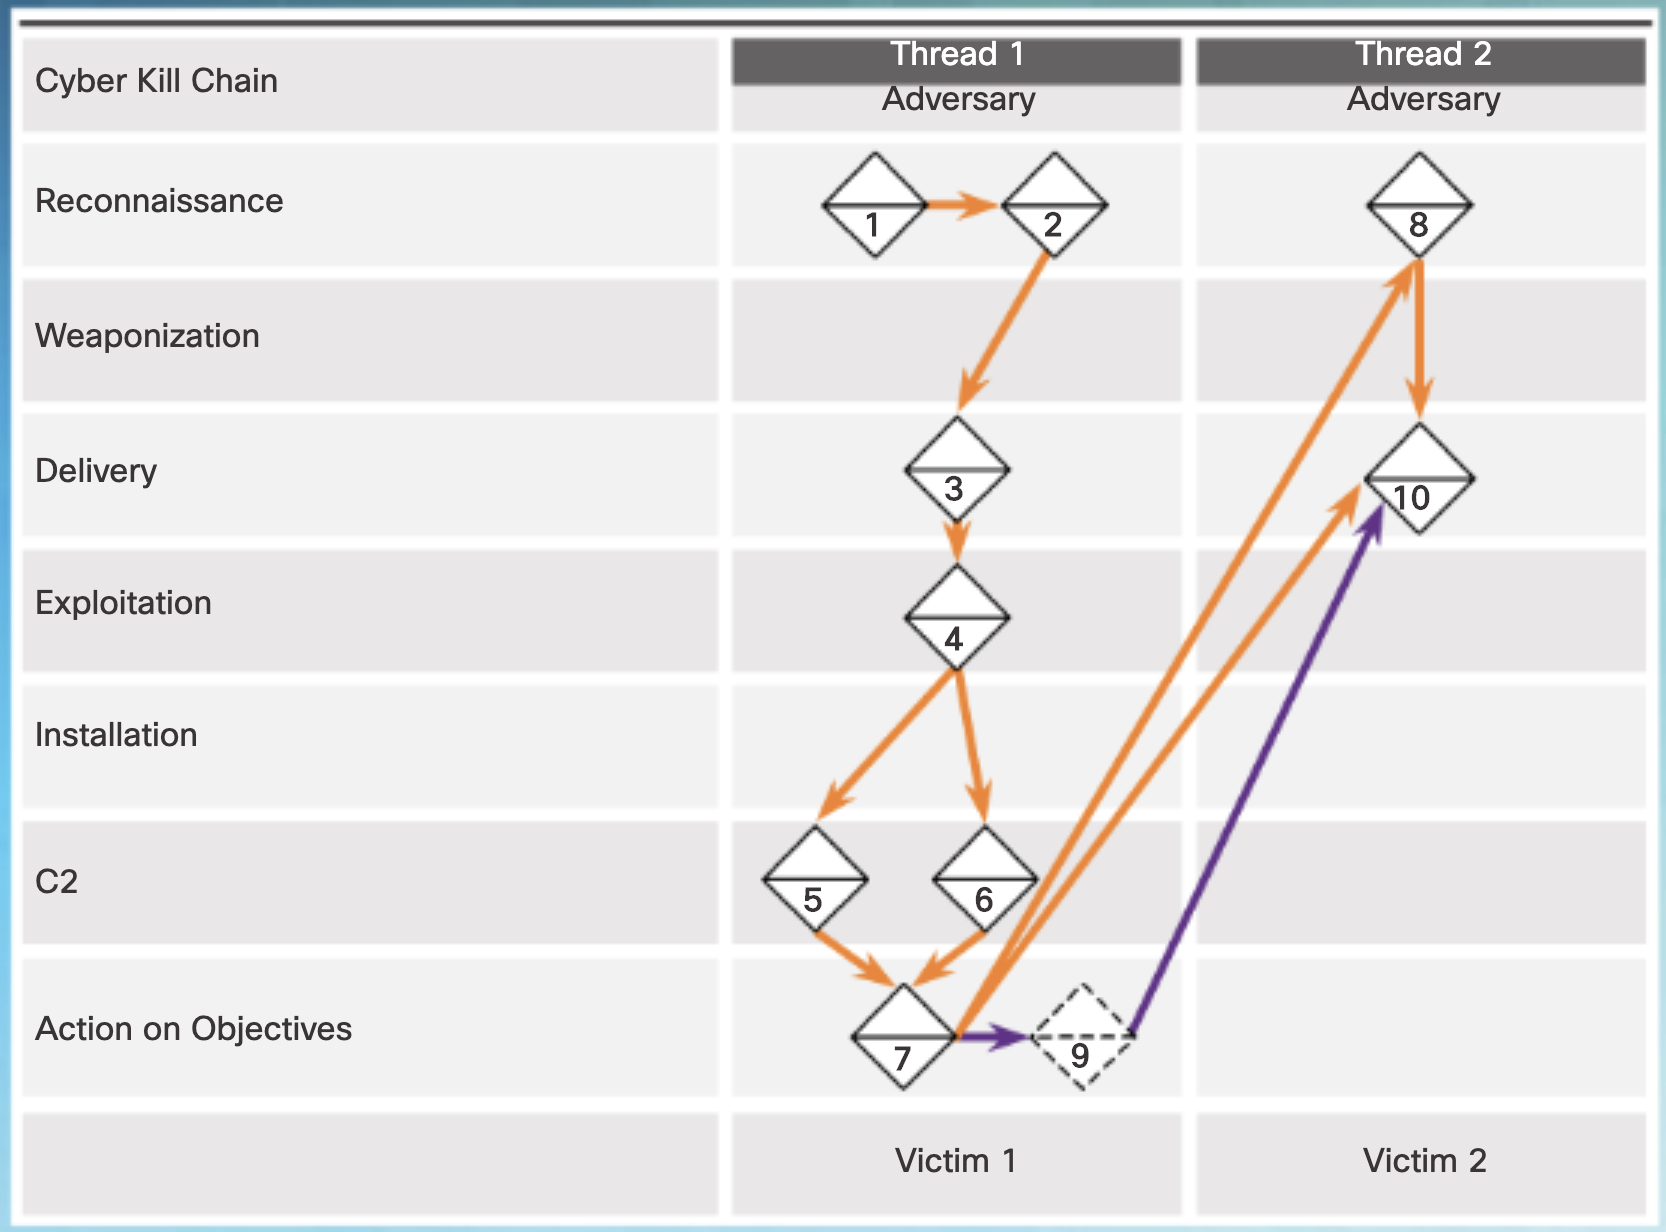 Cyber Kill Chain
Thread 1
Thread 2
Adversary
Adversary
Reconnaissance
1
2
8
Weaponization
Delivery
3
10
Exploitation
4
Installation
C2
5
6
Action on Objectives
7
9
Victim 1
Victim 2